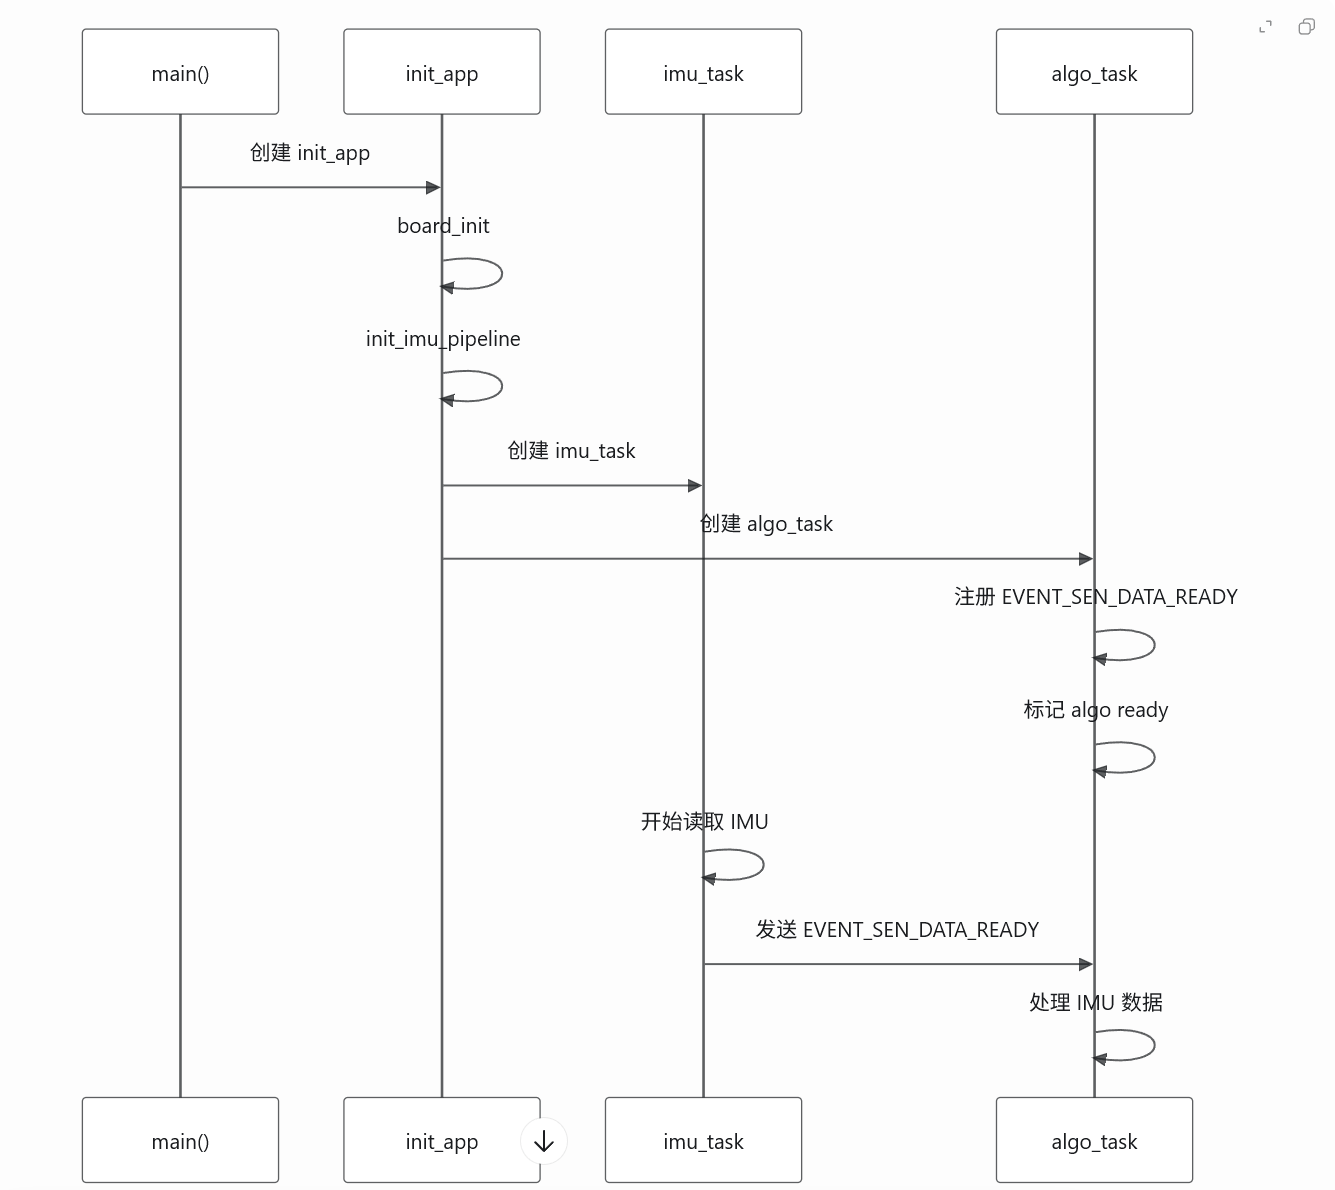 main()
init_app
imu_task
algo_task
创建 init_app
board_init
init_imu_pipeline
创建 imu_task
创建 algo_task
注册 EVENT_SEN_DATA_READY
标记 algo ready
开始读取 IMU
发送 EVENT_SEN_DATA_READY
处理 IMU 数据
main()
init_app
imu_task
algo_task